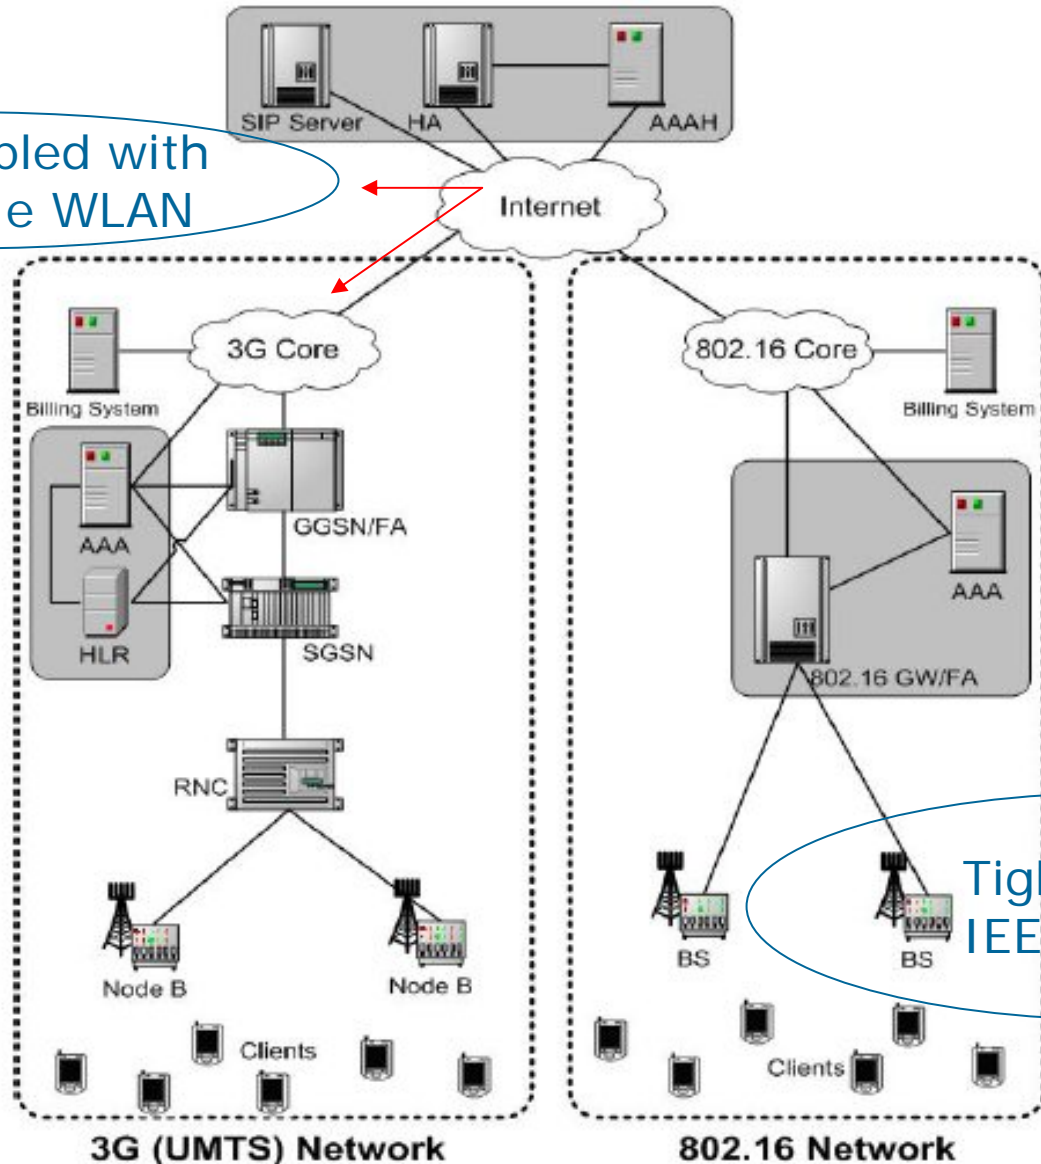 SIP Server
HA
AAAH
pled with
e WLAN
Internet
3G Core
802.16 Core
Billing System
Billing System
AAA
GGSN/FA
HLR
SGSN
AAA
802.16 GW/FA
RNC
Node B
Node B
BS
BS
IEE
Clients
Clients
3G (UMTS) Network
802.16 Network